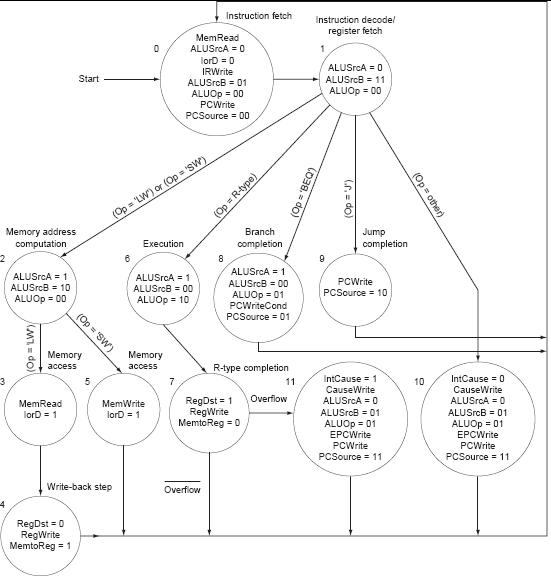 Instruction fetch
Instruction decode/
register fetch
0
MemRead
ALUSrcA = 0
IorD = 0
IRWrite
ALUSrcB = 01
ALUOp = 00
PCWrite
PCSource = 00
1
ALUSrcA = 0
ALUSrcB = 11
ALUOp = 00
Start
(Op = 'LW') or (Op = 'SW')
(Op = R-type)
(Op = 'BEQ')
(Op = 'J')
(Op = other)
Memory address
computation
Execution
Branch
completion
Jump
completion
2
ALUSrcA = 1
ALUSrcB = 10
ALUOp = 00
6
ALUSrcA = 1
ALUSrcB = 00
ALUOp = 10
8
ALUSrcA = 1
ALUSrcB = 00
ALUOp = 01
PCWriteCond
PCSource = 01
9
PCWrite
PCSource = 10
(Op = 'LW')
(Op = 'SW')
Memory
access
Memory
access
R-type completion
3
MemRead
IorD = 1
5
MemWrite
IorD = 1
7
RegDst = 1
RegWrite
MemtoReg = 0
Overflow
11
IntCause = 1
CauseWrite
ALUSrcA = 0
ALUSrcB = 01
ALUOp = 01
EPCWrite
PCWrite
PCSource = 11
10
IntCause = 0
CauseWrite
ALUSrcA = 0
ALUSrcB = 01
ALUOp = 01
EPCWrite
PCWrite
PCSource = 11
Write-back step
Overflow
4
RegDst = 0
RegWrite
MemtoReg = 1